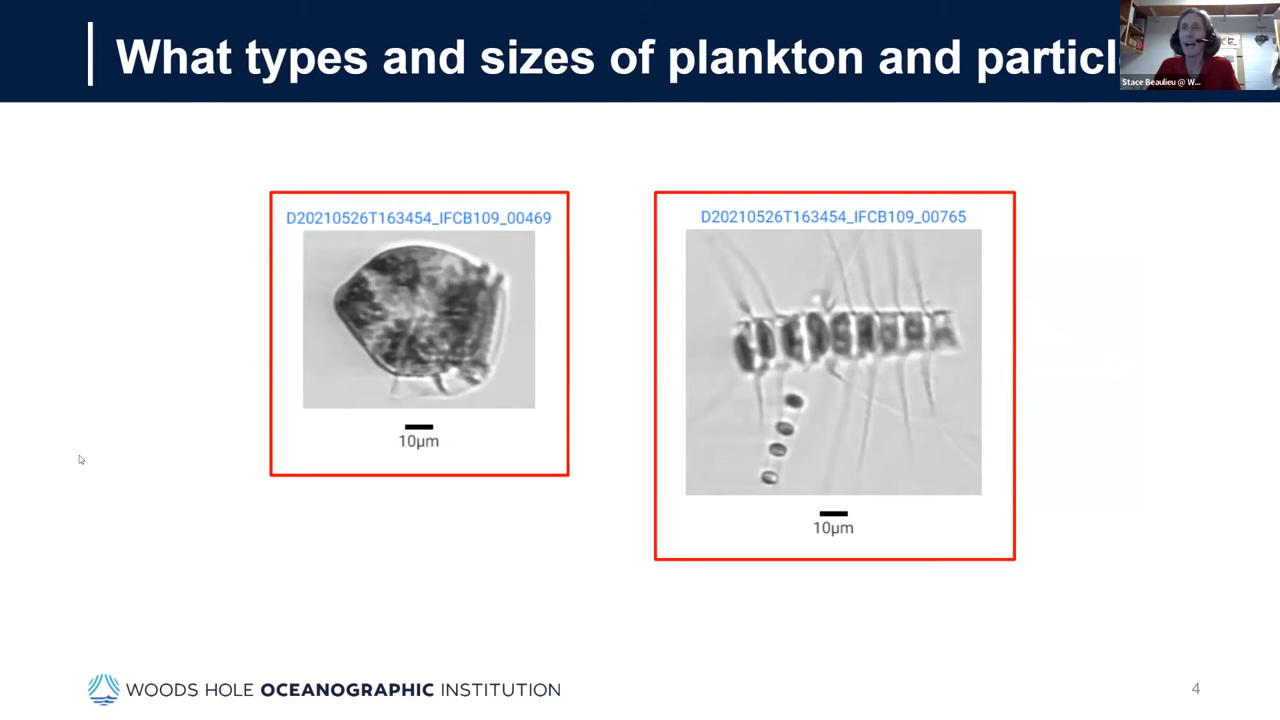 What types and sizes of plankton and particl
Stace Beaulieu @ W...
D20210526T163454_IFCB109_00469
10µm
D20210526T163454_IFCB109_00765
10µm
WOODS HOLE OCEANOGRAPHIC INSTITUTION
4